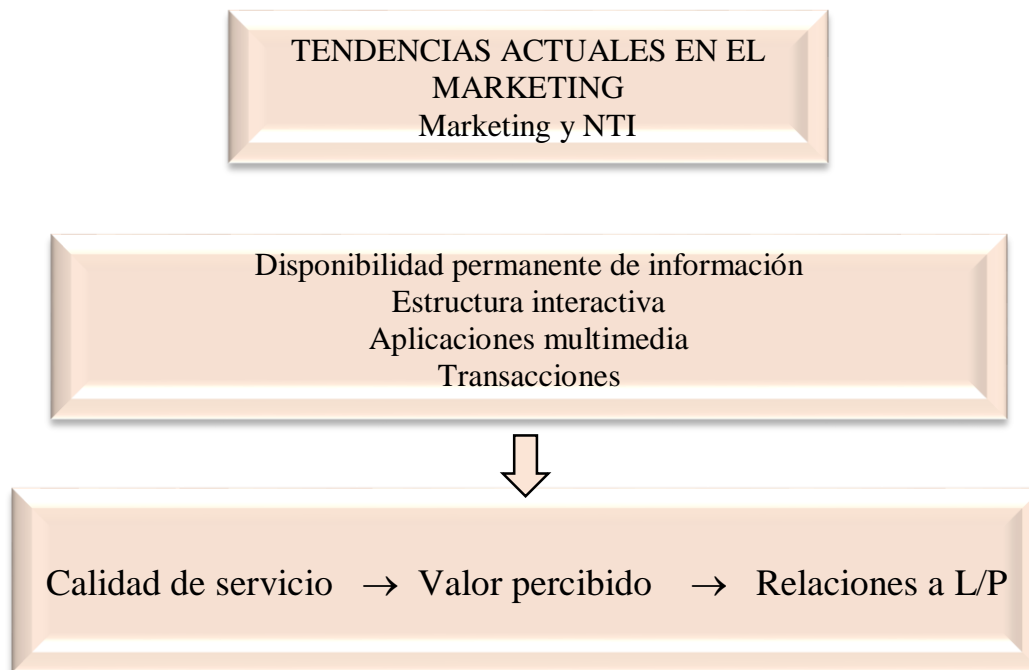 TENDENCIAS ACTUALES EN EL
MARKETING
Marketing y NTI
Disponibilidad permanente de información
Estructura interactiva
Aplicaciones multimedia
Transacciones
Calidad de servicio → Valor percibido → Relaciones a L/P